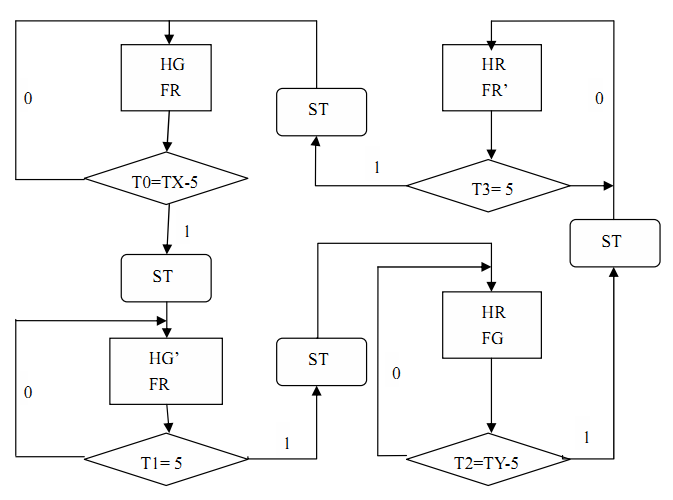 HG
FR
0
T0=TX-5
1
ST
HG’
FR
0
T1= 5
1
ST
HR
FG
0
T2=TY-5
1
ST
HR
FR’
0
T3= 5
1
ST